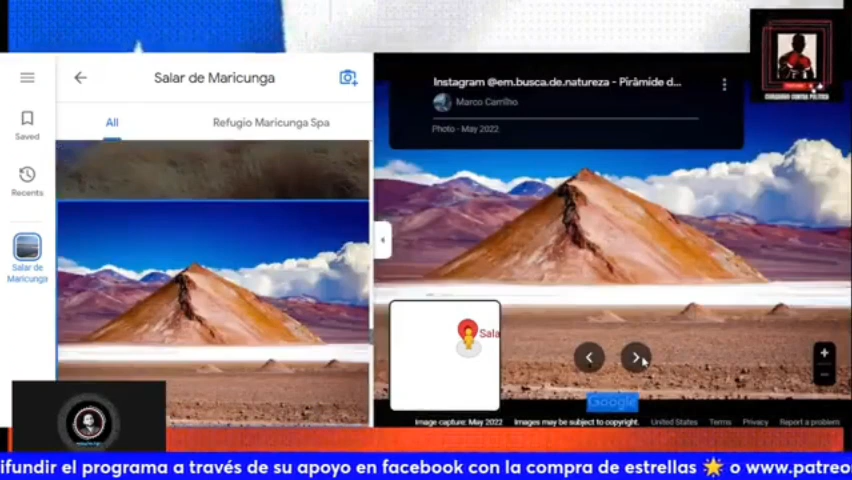 Salar de Maricunga
Saved
All
Refugio Maricunga Spa
Recents
Salar de
Maricunga
Instagram @em.busca.de.natureza - Pirâmide d...
Marco Carrilho
Photo - May 2022
Sala
Google
Image capture: May 2022 Images may be subject to copyright. United States Terms Privacy Report a problem
CIUDADANO CONTRA POLITICA
ifundir el programa a través de su apoyo en facebook con la compra de estrellas 🌟 o www.patreo